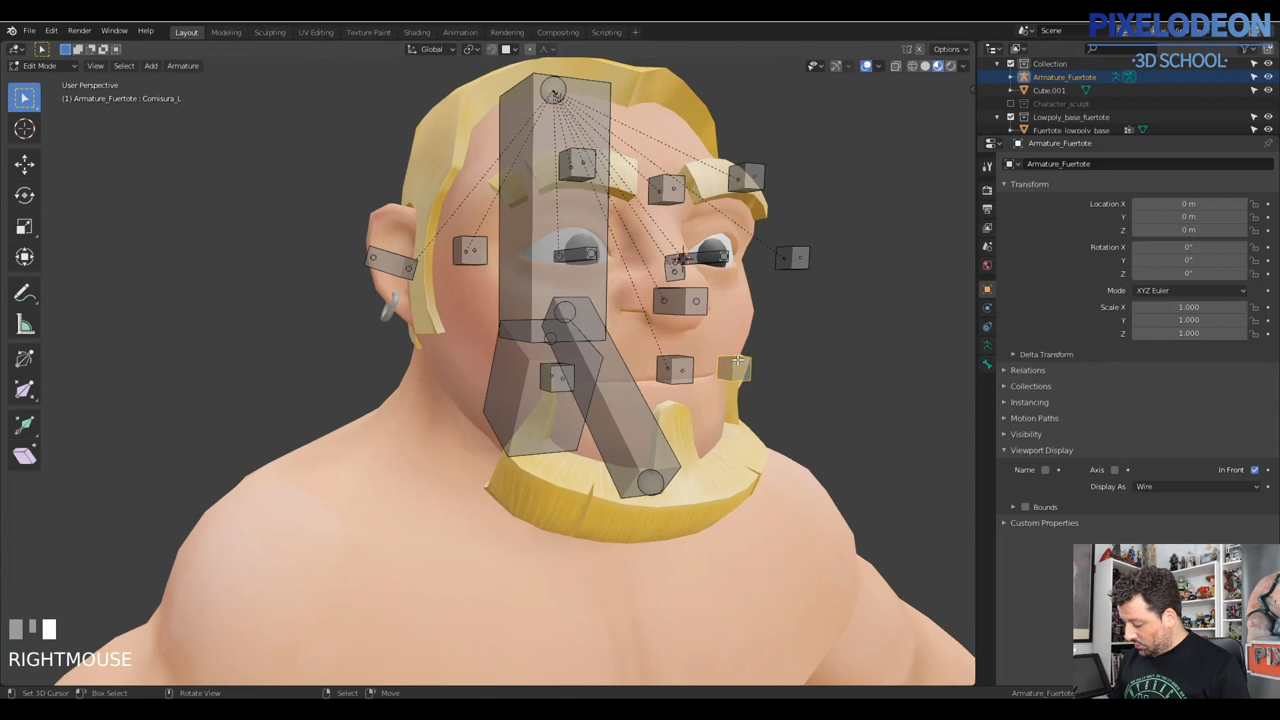 File Edit Render Window Help Layout Modeling Sculpting UV Editing Texture Paint Shading Animation Rendering Compositing Scripting + Scene
PIXELODEON
·3D SCHOOL·
Global Options
Edit Mode View Select Add Armature
User Perspective
(1) Armature_Fuertote : Comisura_L
Collection
Armature_Fuertote
Cube.001
Character_sculpt
Lowpoly_base_fuertote
Fuertote_lowpoly_base
Armature_Fuertote
Armature_Fuertote
Transform
Location X 0 m
Y 0 m
Z 0 m
Rotation X 0°
Y 0°
Z 0°
Mode XYZ Euler
Scale X 1.000
Y 1.000
Z 1.000
Delta Transform
Relations
Collections
Instancing
Motion Paths
Visibility
Viewport Display
Name Axis In Front
Display As Wire
Bounds
Custom Properties
RIGHTMOUSE
Set 3D Cursor Box Select Rotate View Select Move Armature_Fuertote